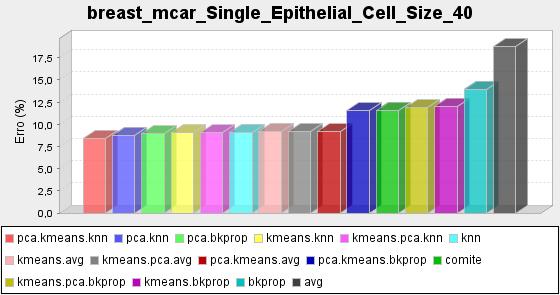 breast_mcar_Single_Epithelial_Cell_Size_40
Erro (%)
17,5
15,0
12,5
10,0
7,5
5,0
2,5
0,0
pca.kmeans.knn pca.knn pca.bkprop kmeans.knn kmeans.pca.knn knn
kmeans.avg kmeans.pca.avg pca.kmeans.avg pca.kmeans.bkprop comite
kmeans.pca.bkprop kmeans.bkprop bkprop avg